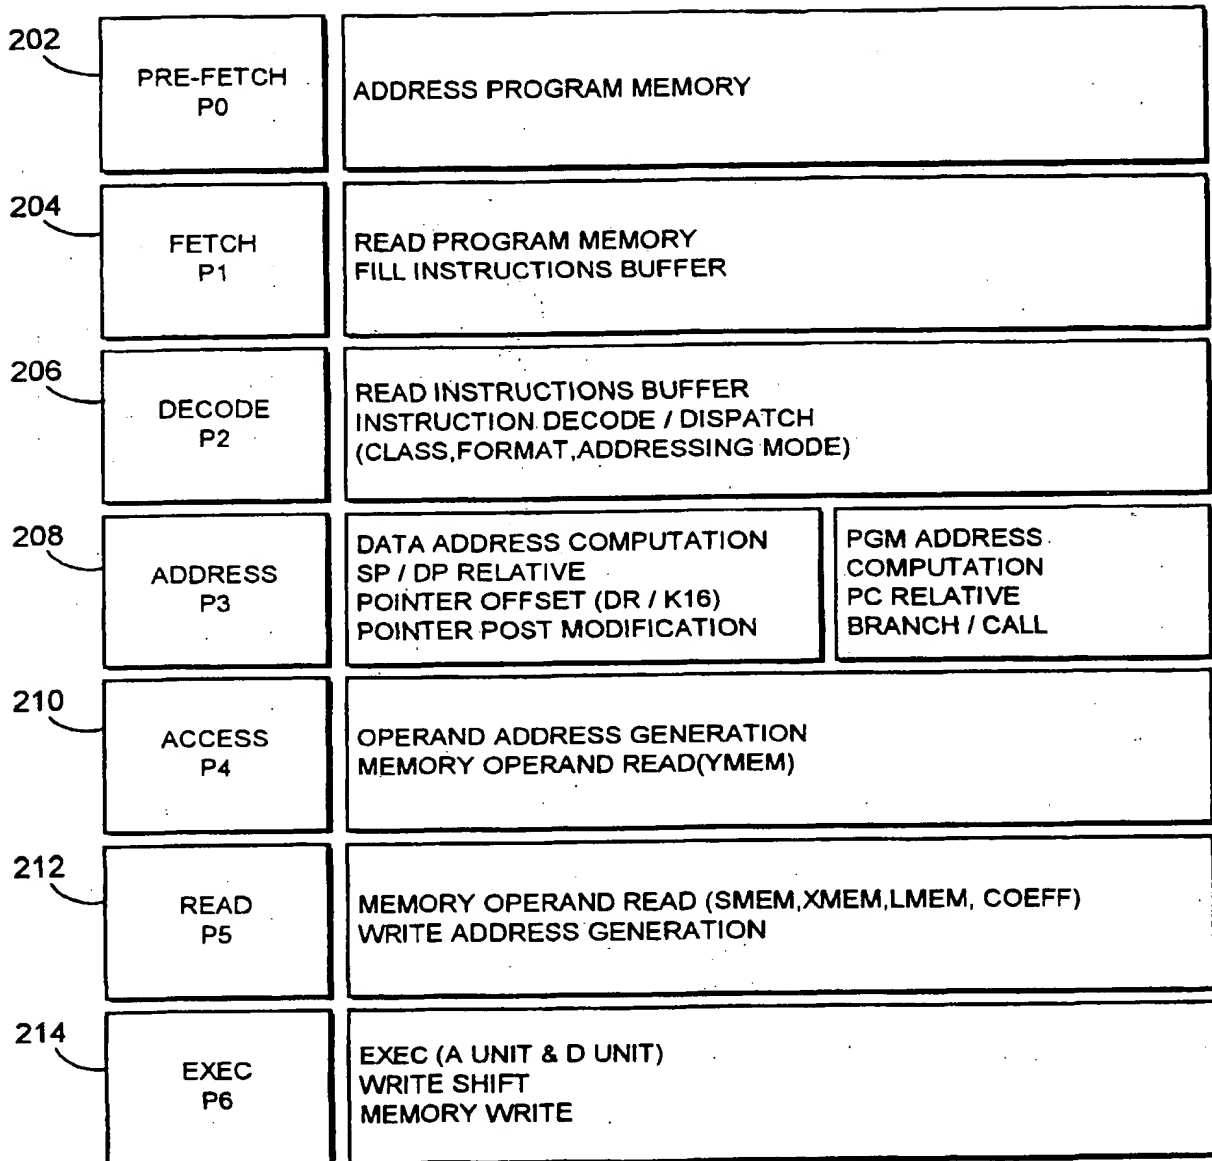 202
PRE-FETCH
P0
ADDRESS PROGRAM MEMORY
204
FETCH
P1
READ PROGRAM MEMORY
FILL INSTRUCTIONS BUFFER
206
DECODE
P2
READ INSTRUCTIONS BUFFER
INSTRUCTION DECODE / DISPATCH
(CLASS,FORMAT,ADDRESSING MODE)
208
ADDRESS
P3
DATA ADDRESS COMPUTATION
SP / DP RELATIVE
POINTER OFFSET (DR / K16)
POINTER POST MODIFICATION
PGM ADDRESS
COMPUTATION
PC RELATIVE
BRANCH / CALL
210
ACCESS
P4
OPERAND ADDRESS GENERATION
MEMORY OPERAND READ(YMEM)
212
READ
P5
MEMORY OPERAND READ (SMEM,XMEM,LMEM, COEFF)
WRITE ADDRESS GENERATION
214
EXEC
P6
EXEC (A UNIT & D UNIT)
WRITE SHIFT
MEMORY WRITE